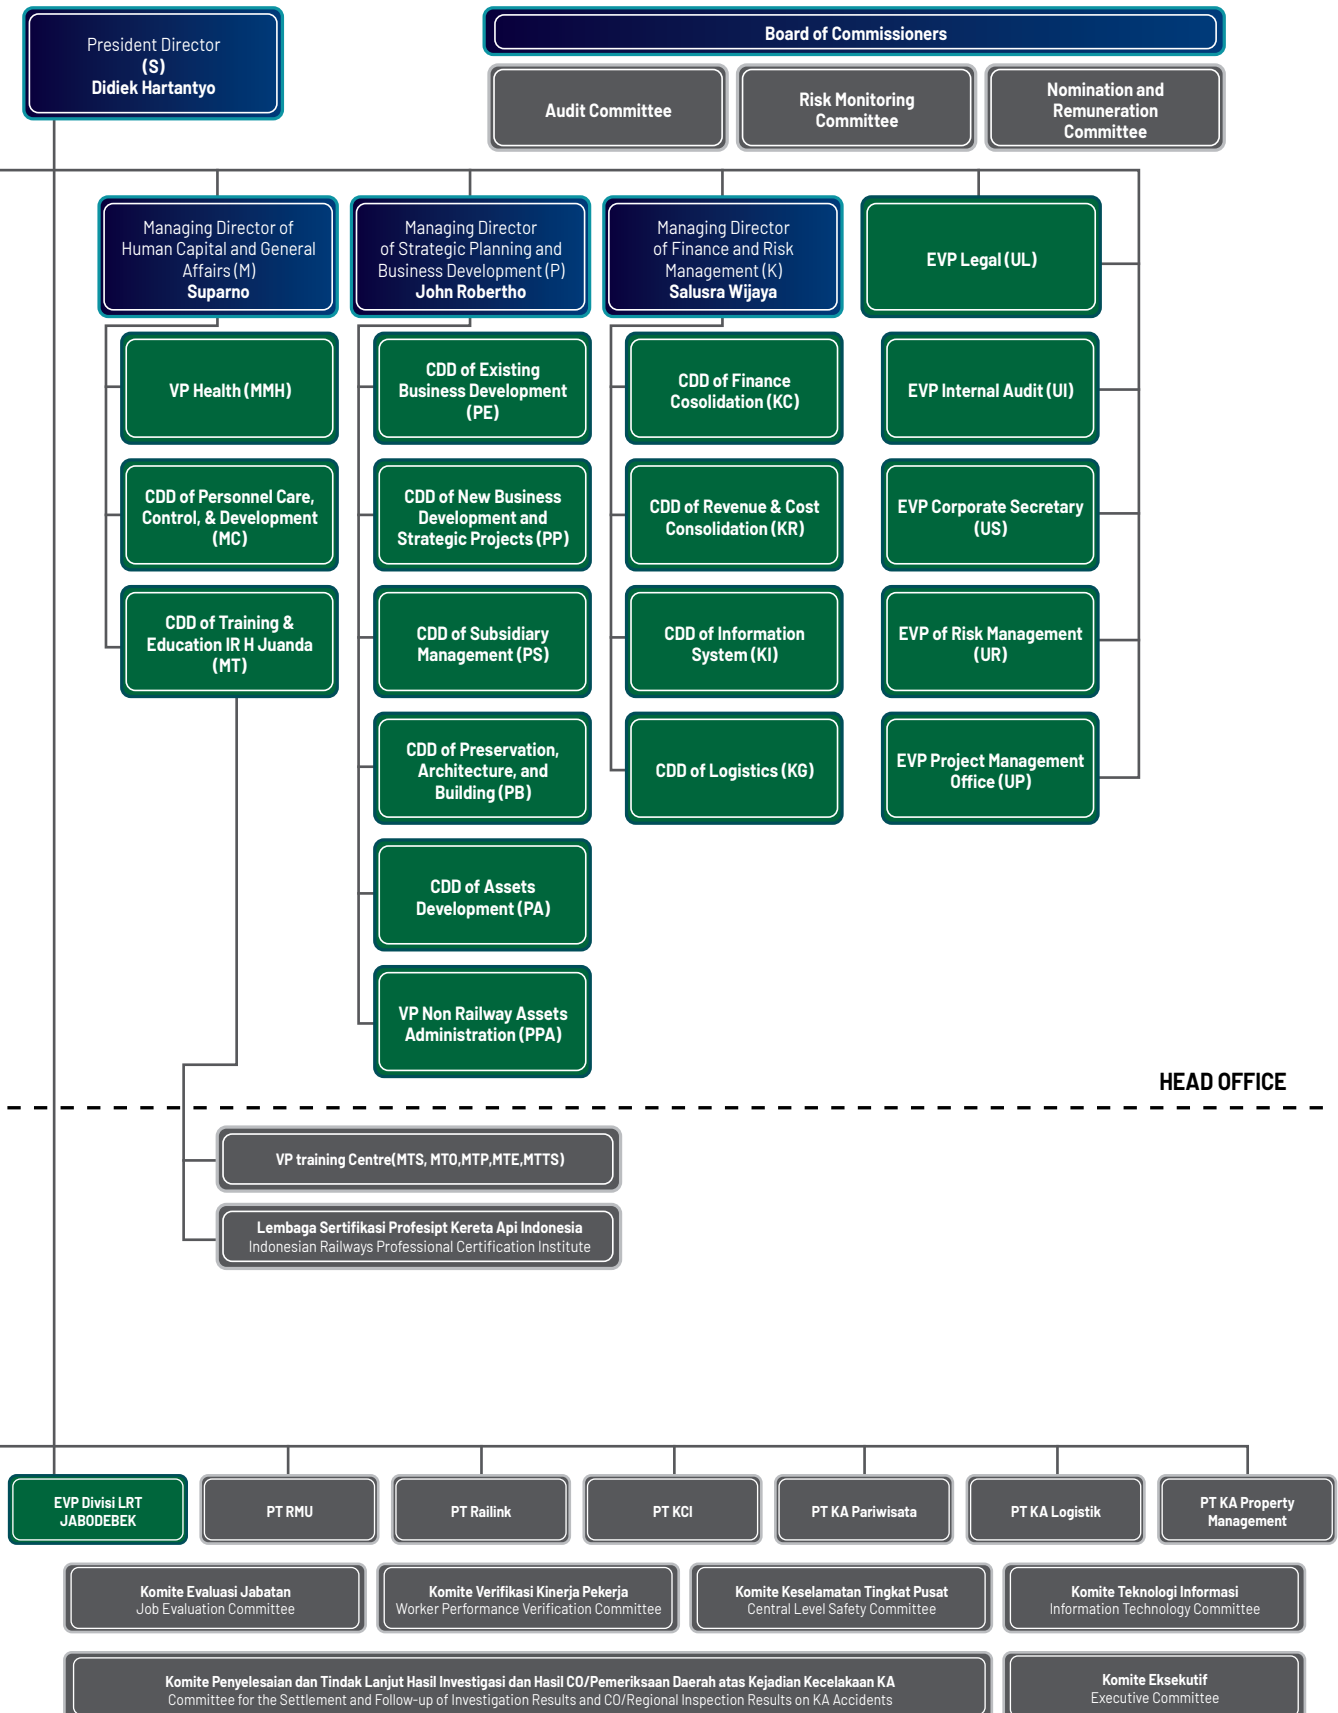 President Director
(S)
Didiek Hartantyo
Board of Commissioners
Audit Committee
Risk Monitoring
Committee
Nomination and
Remuneration
Committee
Managing Director of
Human Capital and General
Affairs (M)
Suparno
Managing Director
of Strategic Planning and
Business Development (P)
John Robertho
Managing Director
of Finance and Risk
Management (K)
Salusra Wijaya
EVP Legal (UL)
VP Health (MMH)
CDD of Existing
Business Development
(PE)
CDD of Finance
Cosolidation (KC)
EVP Internal Audit (UI)
CDD of Personnel Care,
Control, & Development
(MC)
CDD of New Business
Development and
Strategic Projects (PP)
CDD of Revenue & Cost
Consolidation (KR)
EVP Corporate Secretary
(US)
CDD of Training &
Education IR H Juanda
(MT)
CDD of Subsidiary
Management (PS)
CDD of Information
System (KI)
EVP of Risk Management
(UR)
CDD of Preservation,
Architecture, and
Building (PB)
CDD of Logistics (KG)
EVP Project Management
Office (UP)
CDD of Assets
Development (PA)
VP Non Railway Assets
Administration (PPA)
HEAD OFFICE
VP training Centre(MTS, MTO,MTP,MTE,MTTS)
Lembaga Sertifikasi Profesipt Kereta Api Indonesia
Indonesian Railways Professional Certification Institute
EVP Divisi LRT
JABODEBEK
PT RMU
PT Railink
PT KCI
PT KA Pariwisata
PT KA Logistik
PT KA Property
Management
Komite Evaluasi Jabatan
Job Evaluation Committee
Komite Verifikasi Kinerja Pekerja
Worker Performance Verification Committee
Komite Keselamatan Tingkat Pusat
Central Level Safety Committee
Komite Teknologi Informasi
Information Technology Committee
Komite Penyelesaian dan Tindak Lanjut Hasil Investigasi dan Hasil CO/Pemeriksaan Daerah atas Kejadian Kecelakaan KA
Committee for the Settlement and Follow-up of Investigation Results and CO/Regional Inspection Results on KA Accidents
Komite Eksekutif
Executive Committee